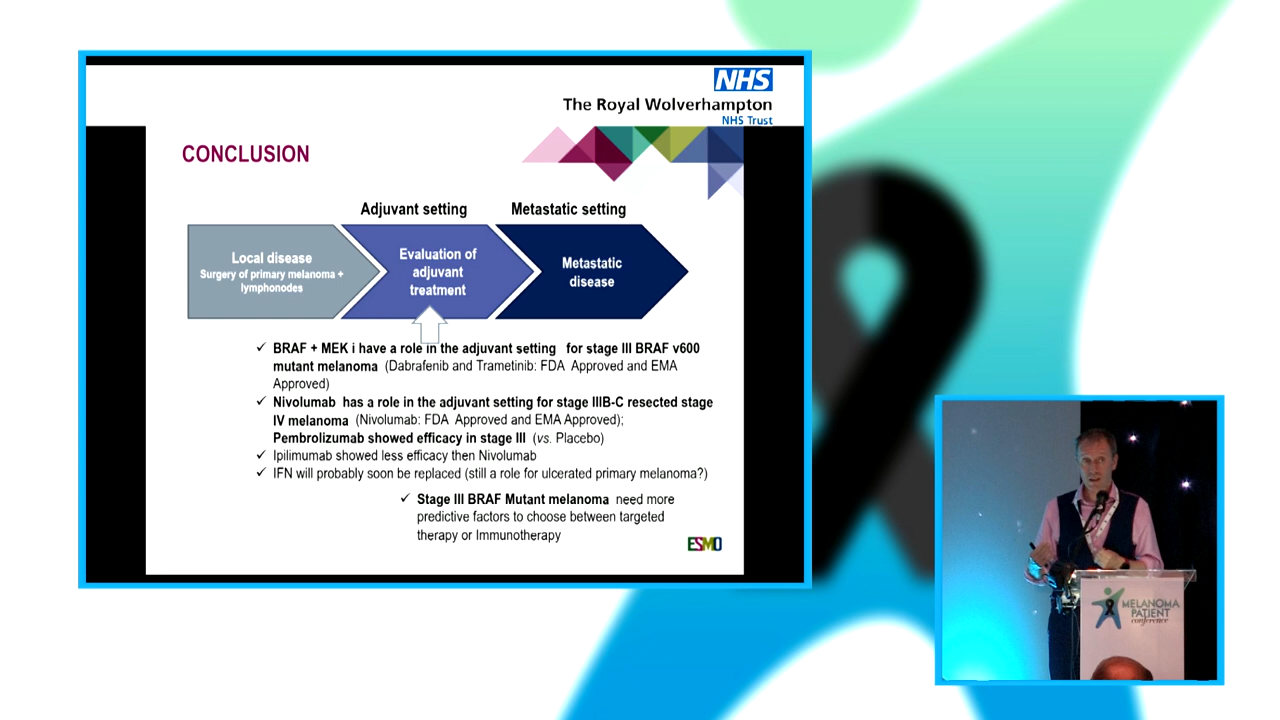 NHS
The Royal Wolverhampton
NHS Trust
CONCLUSION
Adjuvant setting
Metastatic setting
Local disease
Surgery of primary melanoma +
lymphonodes
Evaluation of
adjuvant
treatment
Metastatic
disease
✓ BRAF + MEK i have a role in the adjuvant setting for stage III BRAF v600
mutant melanoma (Dabrafenib and Trametinib: FDA Approved and EMA
Approved)
✓ Nivolumab has a role in the adjuvant setting for stage IIIB-C resected stage
IV melanoma (Nivolumab: FDA Approved and EMA Approved);
Pembrolizumab showed efficacy in stage III (vs. Placebo)
✓ Ipilimumab showed less efficacy then Nivolumab
✓ IFN will probably soon be replaced (still a role for ulcerated primary melanoma?)
✓ Stage III BRAF Mutant melanoma need more
predictive factors to choose between targeted
therapy or Immunotherapy
ESMO
MELANOMA
PATIENT
conference